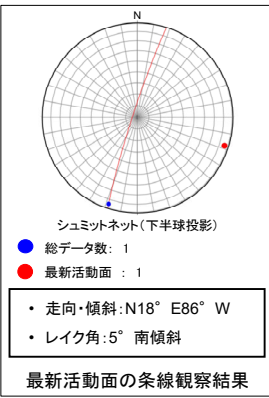 N
シュミットネット(下半球投影)
総データ数: 1
最新活動面 : 1
・ 走向・傾斜:N18° E86° W
・ レイク角:5° 南傾斜
最新活動面の条線観察結果